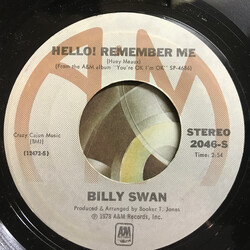 HELLO! REMEMBER ME
(Huey Meaux)
(From the A&M album "You're OK I'm OK" SP-4686)
Crazy Cajun Music
(BMI)
(12472-S)
STEREO
2046-S
Time: 2:54
BILLY SWAN
Produced & Arranged by Booker T. Jones
℗ 1978 A&M Records, Inc.
A&M